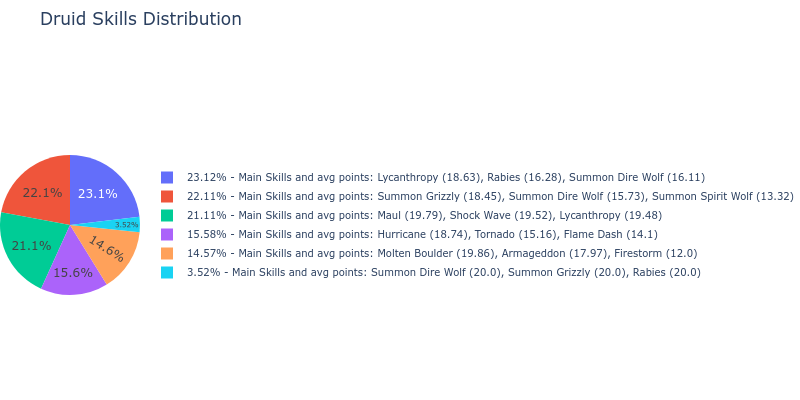 Druid Skills Distribution
23.12% - Main Skills and avg points: Lycanthropy (18.63), Rabies (16.28), Summon Dire Wolf (16.11)
22.11% - Main Skills and avg points: Summon Grizzly (18.45), Summon Dire Wolf (15.73), Summon Spirit Wolf (13.32)
21.11% - Main Skills and avg points: Maul (19.79), Shock Wave (19.52), Lycanthropy (19.48)
15.58% - Main Skills and avg points: Hurricane (18.74), Tornado (15.16), Flame Dash (14.1)
14.57% - Main Skills and avg points: Molten Boulder (19.86), Armageddon (17.97), Firestorm (12.0)
3.52% - Main Skills and avg points: Summon Dire Wolf (20.0), Summon Grizzly (20.0), Rabies (20.0)
22.1%
23.1%
3.52%
21.1%
14.6%
15.6%